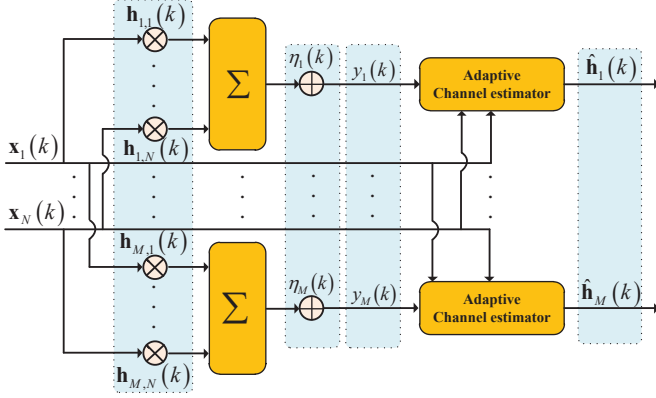 𝐡₁,₁(k)
η₁(k)
y₁(k)
Adaptive
Channel estimator
𝐡̂₁(k)
∑
𝐱₁(k)
𝐡₁,N(k)
𝐱N(k)
𝐡M,₁(k)
ηM(k)
yM(k)
Adaptive
Channel estimator
𝐡̂M(k)
∑
𝐡M,N(k)